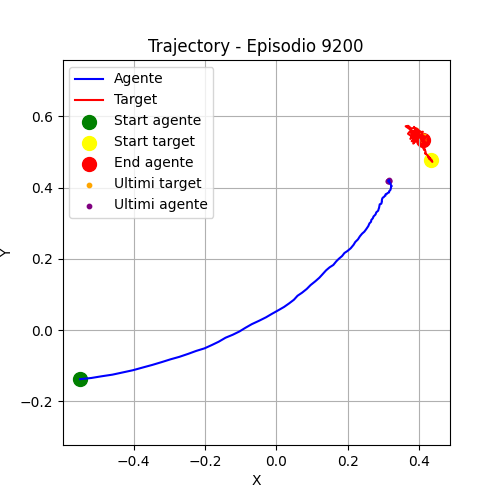 Trajectory - Episodio 9200
Agente
Target
Start agente
Start target
End agente
Ultimi target
Ultimi agente
Y
0.6
0.4
0.2
0.0
−0.2
−0.4
−0.2
0.0
0.2
0.4
X